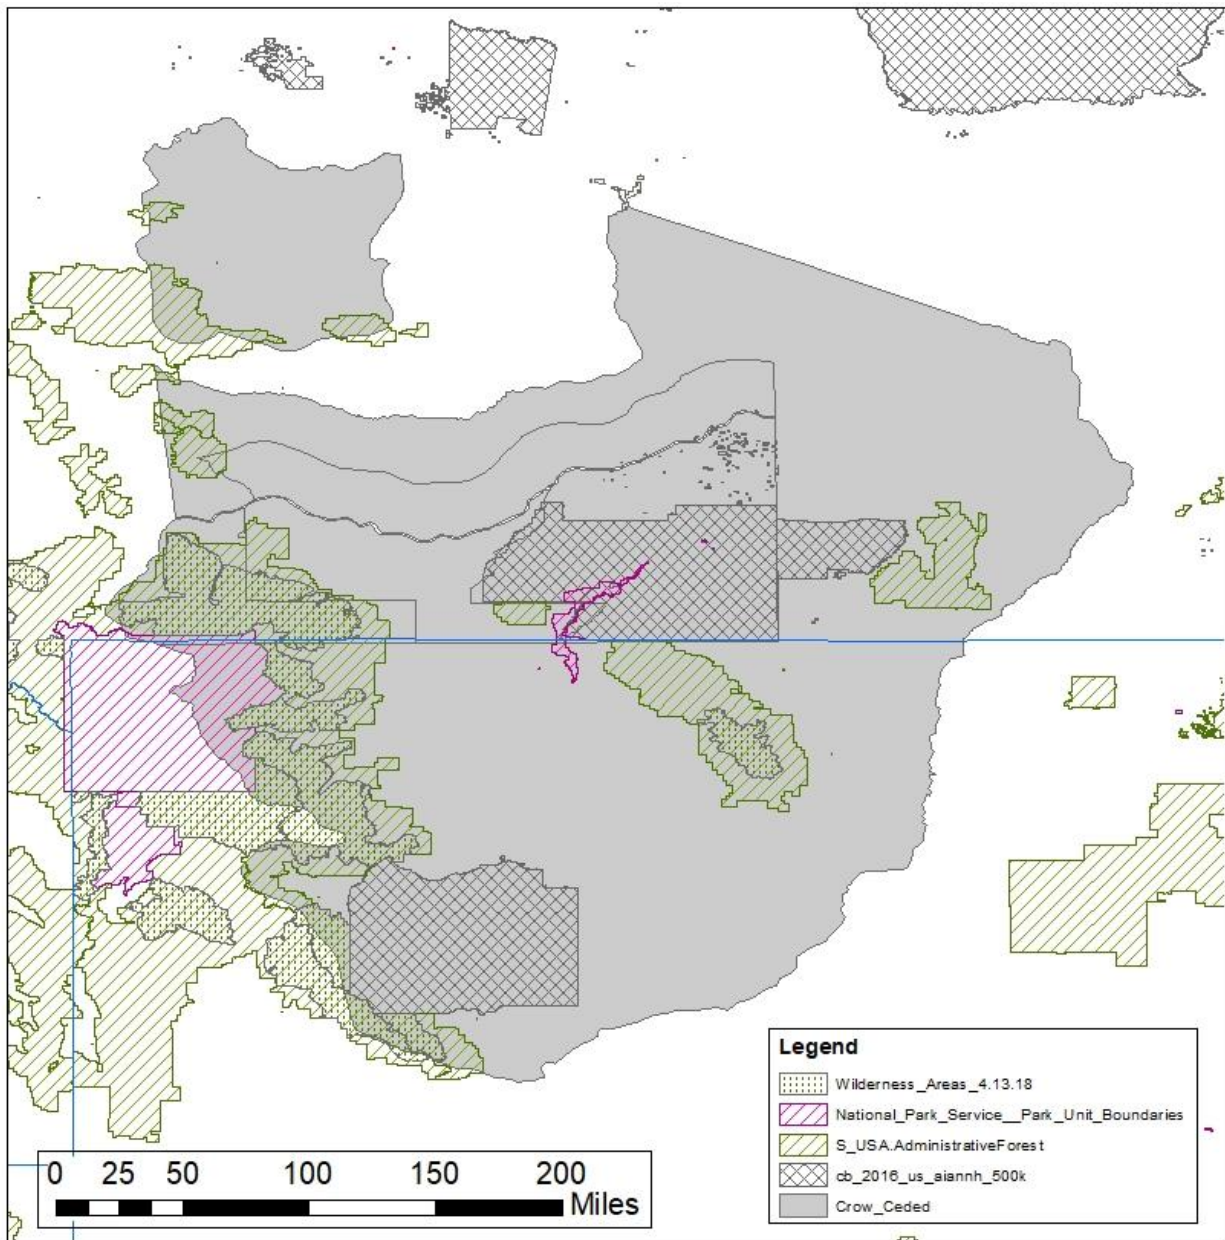 Legend
Wilderness_Areas_4.13.18
National_Park_Service__Park_Unit_Boundaries
S_USA.AdministrativeForest
cb_2016_us_aiannh_500k
Crow_Ceded
0 25 50 100 150 200
Miles